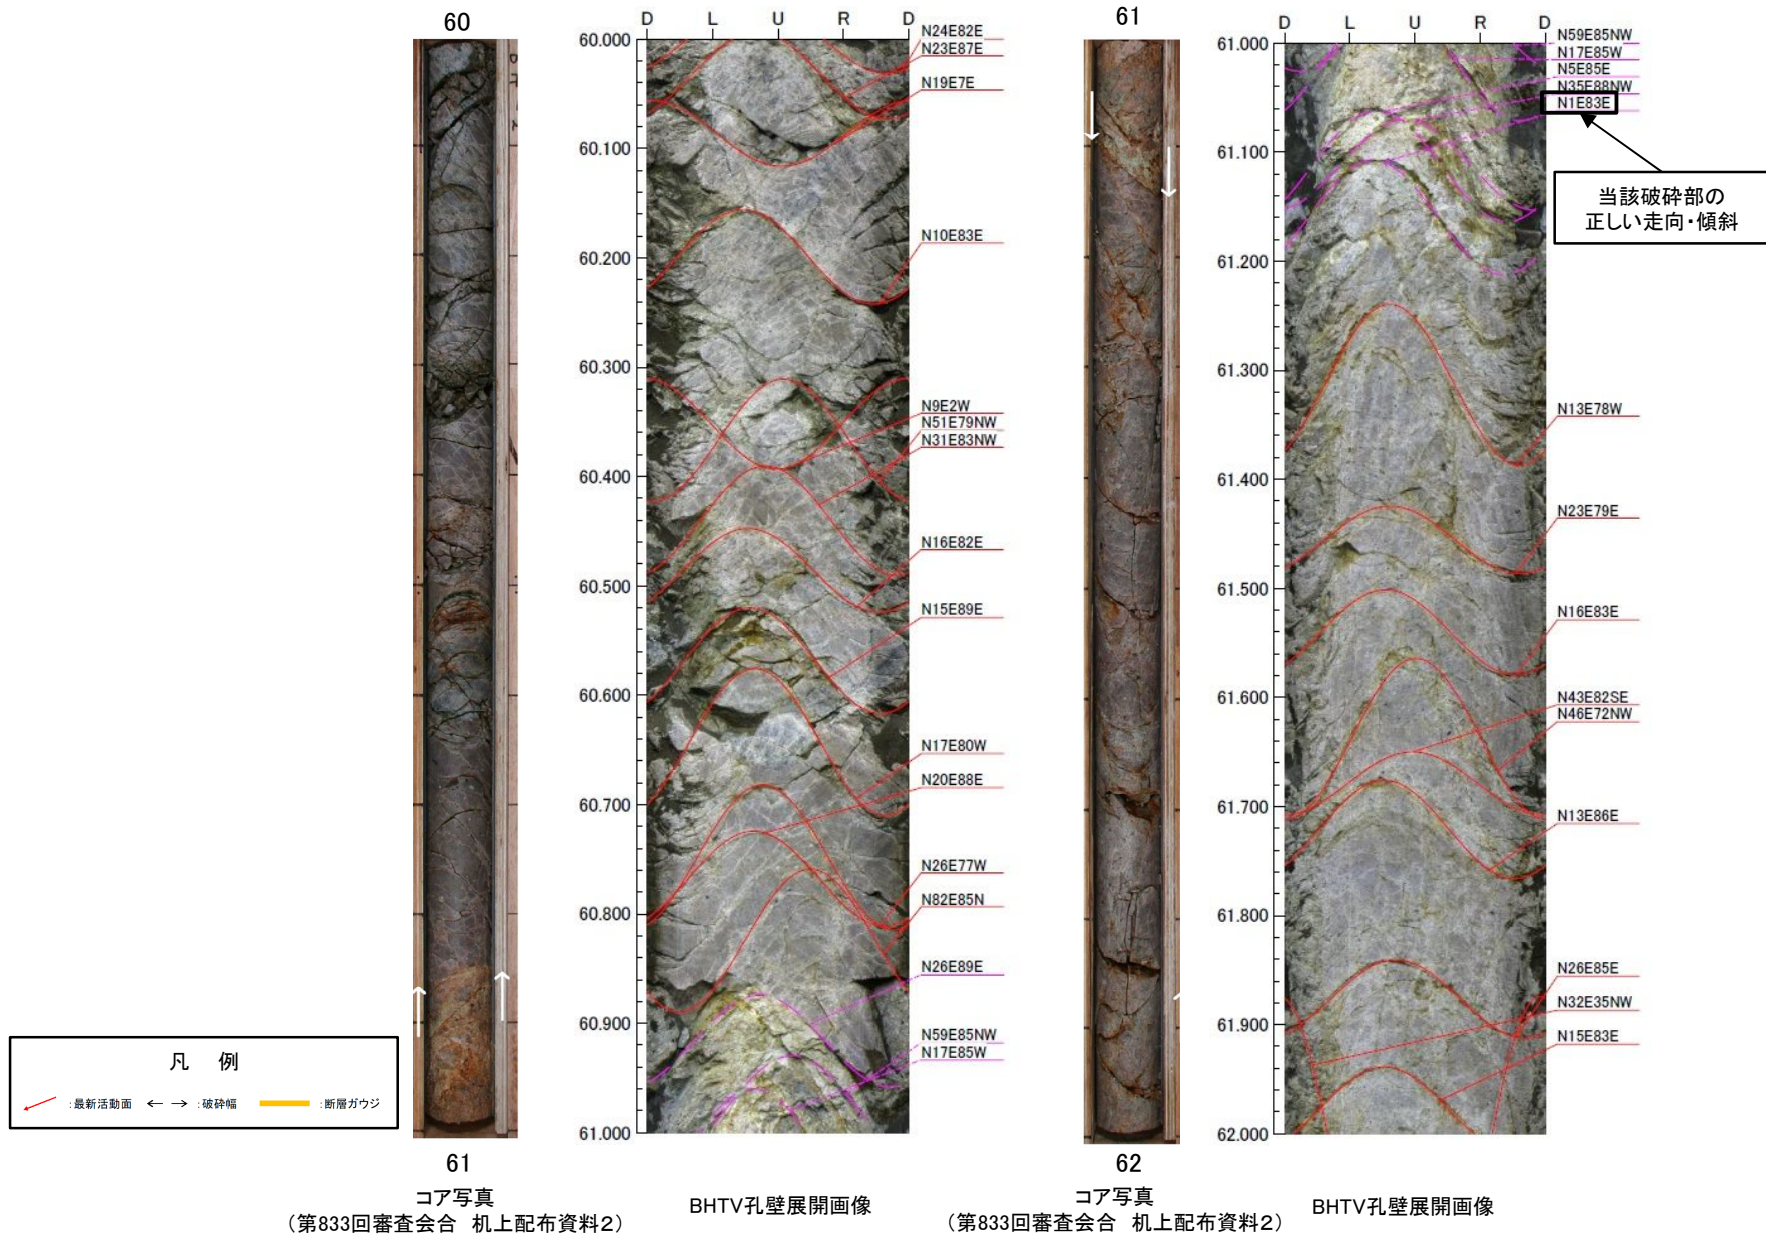 60
D L U R D
60.000
60.100
60.200
60.300
60.400
60.500
60.600
60.700
60.800
60.900
61.000
N24E82E
N23E87E
N19E7E
N10E83E
N9E2W
N51E79NW
N31E83NW
N16E82E
N15E89E
N17E80W
N20E88E
N26E77W
N82E85N
N26E89E
N59E85NW
N17E85W
61
コア写真
(第833回審査会合 机上配布資料2)
BHTV孔壁展開画像
61
D L U R D
61.000
61.100
61.200
61.300
61.400
61.500
61.600
61.700
61.800
61.900
62.000
N59E85NW
N17E85W
N5E85E
N35E88NW
N1E83E
当該破砕部の
正しい走向・傾斜
N13E78W
N23E79E
N16E83E
N43E82SE
N46E72NW
N13E86E
N26E85E
N32E35NW
N15E83E
62
コア写真
(第833回審査会合 机上配布資料2)
BHTV孔壁展開画像
凡 例
:最新活動面 :破砕幅 :断層ガウジ